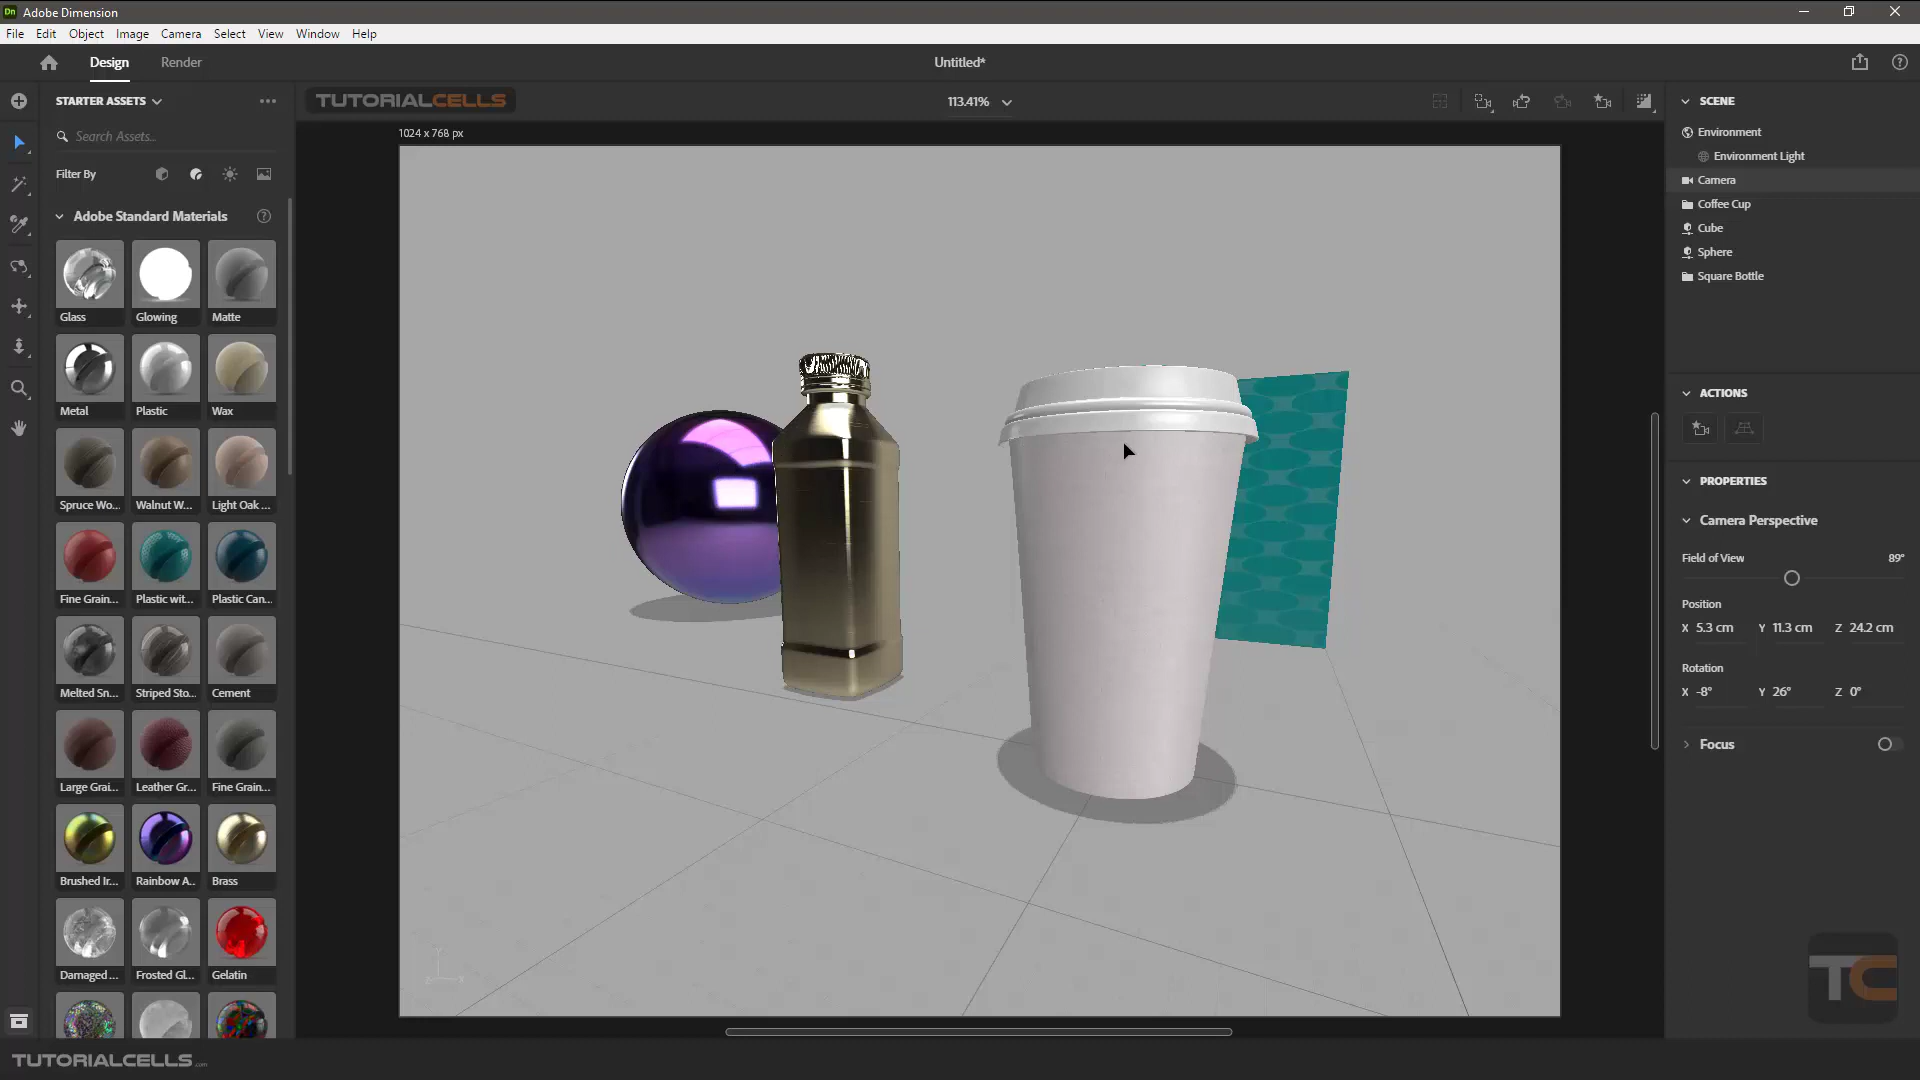 Dn Adobe Dimension
File Edit Object Image Camera Select View Window Help
Design Render Untitled*
STARTER ASSETS
TUTORIALCELLS
113.41%
Search Assets...
Filter By
Adobe Standard Materials
Glass Glowing Matte
Metal Plastic Wax
Spruce Wo... Walnut W... Light Oak ...
Fine Grain... Plastic wit... Plastic Can...
Melted Sn... Striped Sto... Cement
Large Grai... Leather Gr... Fine Grain...
Brushed Ir... Rainbow A... Brass
Damaged ... Frosted Gl... Gelatin
1024 x 768 px
SCENE
Environment
Environment Light
Camera
Coffee Cup
Cube
Sphere
Square Bottle
ACTIONS
PROPERTIES
Camera Perspective
Field of View 89°
Position
X 5.3 cm Y 11.3 cm Z 24.2 cm
Rotation
X -8° Y 26° Z 0°
Focus
TC
TUTORIALCELLS.com